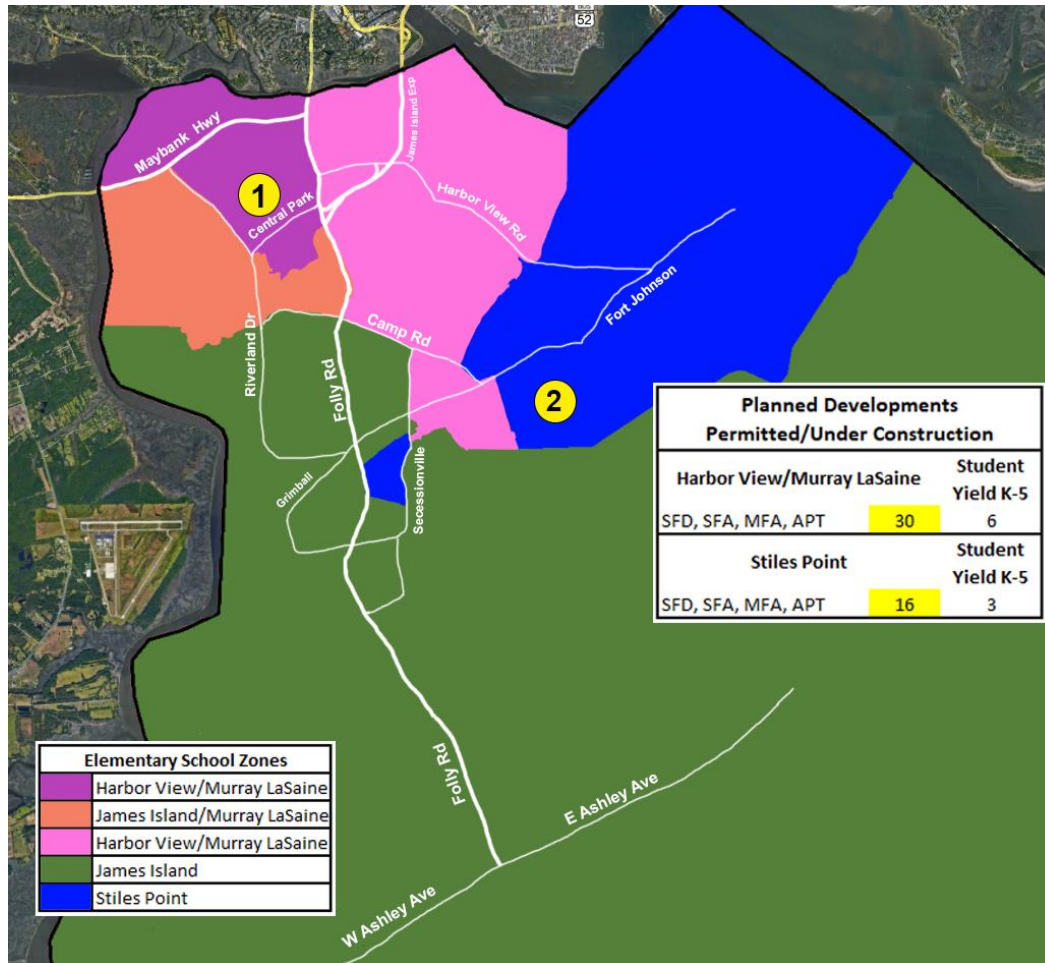 52
James Island Exp
Maybank Hwy
1
Central Park
Harbor View Rd
Fort Johnson
Riverland Dr
Camp Rd
Folly Rd
2
Grimball
Secessionville
Planned Developments
Permitted/Under Construction
Harbor View/Murray LaSaine Student Yield K-5
SFD, SFA, MFA, APT 30 6
Stiles Point Student Yield K-5
SFD, SFA, MFA, APT 16 3
Folly Rd
E Ashley Ave
W Ashley Ave
Elementary School Zones
Harbor View/Murray LaSaine
James Island/Murray LaSaine
Harbor View/Murray LaSaine
James Island
Stiles Point